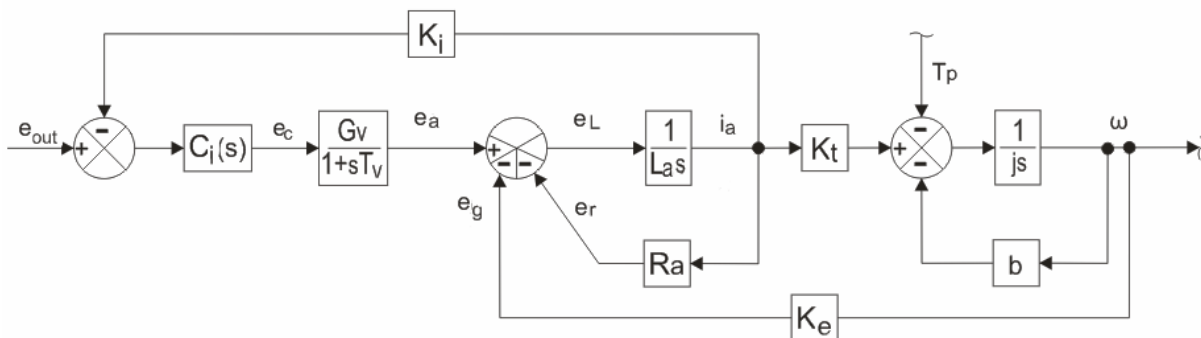 Ki
Tp
eout
+
−
Ci(s)
ec
Gv
1+sTv
ea
+
−
−
eL
1
Las
ia
Kt
+
−
−
1
js
ω
eg
er
Ra
b
Ke